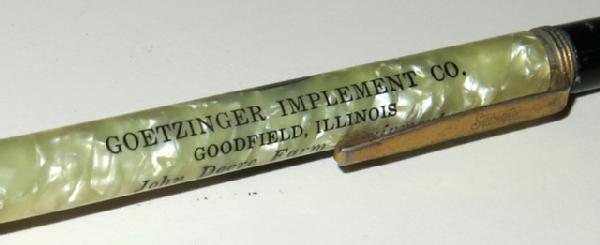 GOETZINGER IMPLEMENT CO.
GOODFIELD, ILLINOIS
John Deere Farm